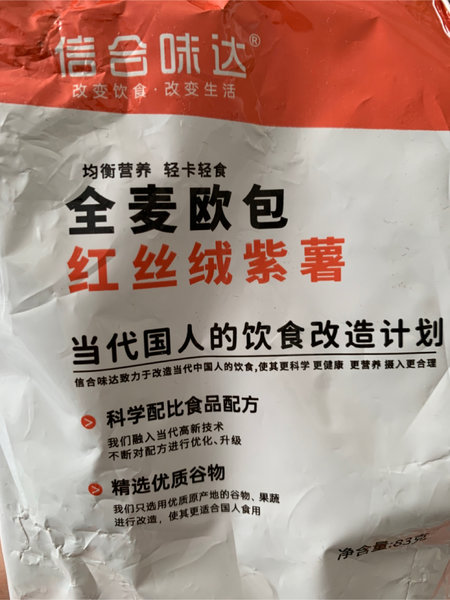 信合味达®
改变饮食·改变生活
均衡营养 轻卡轻食
全麦欧包
红丝绒紫薯
当代国人的饮食改造计划
信合味达致力于改造当代中国人的饮食,使其更科学 更健康 更营养 摄入更合理
科学配比食品配方
我们融入当代高新技术
不断对配方进行优化、升级
精选优质谷物
我们只选用优质原产地的谷物、果蔬
进行改造，使其更适合国人食用
净含量:83克